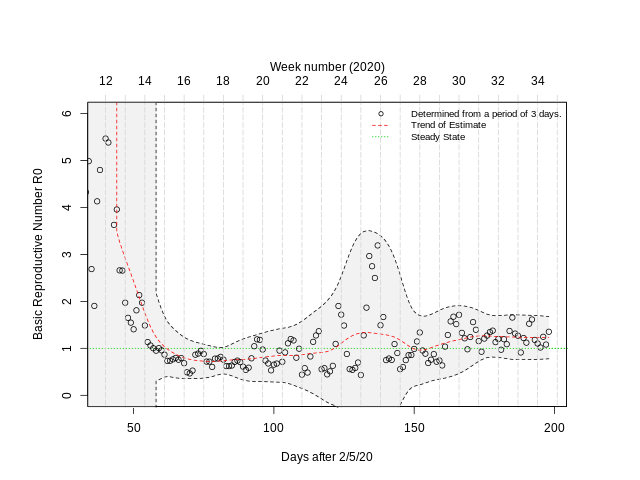 Week number (2020)
12 14 16 18 20 22 24 26 28 30 32 34
Determined from a period of 3 days.
Trend of Estimate
Steady State
Basic Reproductive Number R0
6
5
4
3
2
1
0
50 100 150 200
Days after 2/5/20